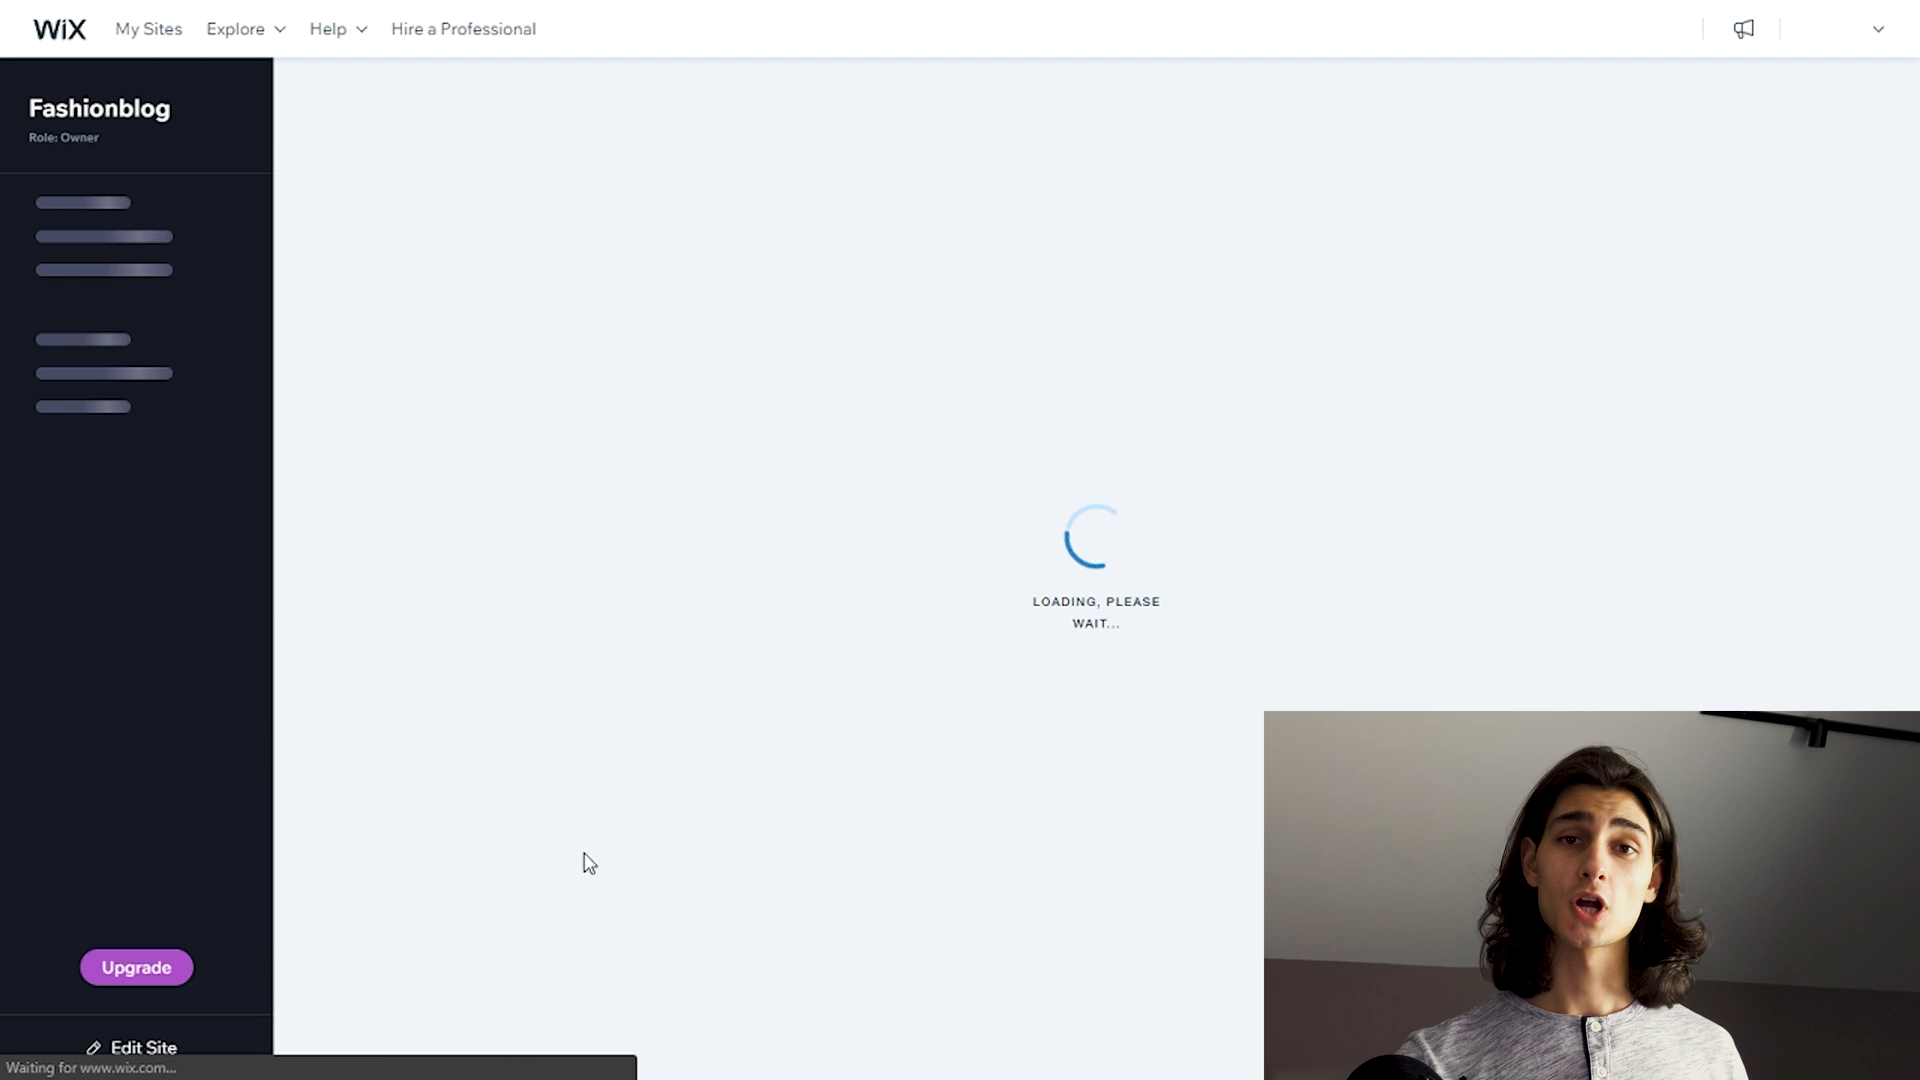 WiX
My Sites
Explore
Help
Hire a Professional
Fashionblog
Role: Owner
LOADING, PLEASE
WAIT...
Upgrade
Edit Site
Waiting for www.wix.com...